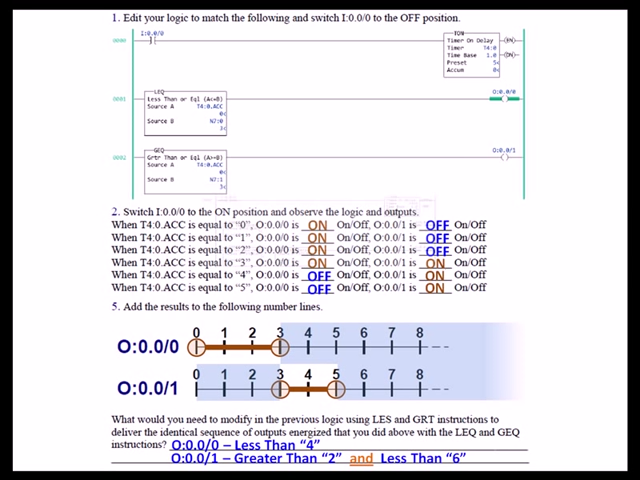 1. Edit your logic to match the following and switch I:0.0/0 to the OFF position.
I:0.0/0
0000
TON
Timer On Delay
Timer T4:0
Time Base 1.0
Preset 5<
Accum 0<
EN
DN
0001
LEQ
Less Than or Eql (A<=B)
Source A T4:0.ACC
0<
Source B N7:0
3<
O:0.0/0
0002
GEQ
Grtr Than or Eql (A>=B)
Source A T4:0.ACC
0<
Source B N7:1
3<
O:0.0/1
2. Switch I:0.0/0 to the ON position and observe the logic and outputs.
When T4:0.ACC is equal to "0", O:0.0/0 is ON On/Off, O:0.0/1 is OFF On/Off
When T4:0.ACC is equal to "1", O:0.0/0 is ON On/Off, O:0.0/1 is OFF On/Off
When T4:0.ACC is equal to "2", O:0.0/0 is ON On/Off, O:0.0/1 is OFF On/Off
When T4:0.ACC is equal to "3", O:0.0/0 is ON On/Off, O:0.0/1 is ON On/Off
When T4:0.ACC is equal to "4", O:0.0/0 is OFF On/Off, O:0.0/1 is ON On/Off
When T4:0.ACC is equal to "5", O:0.0/0 is OFF On/Off, O:0.0/1 is ON On/Off
5. Add the results to the following number lines.
0 1 2 3 4 5 6 7 8
O:0.0/0
0 1 2 3 4 5 6 7 8
O:0.0/1
What would you need to modify in the previous logic using LES and GRT instructions to
deliver the identical sequence of outputs energized that you did above with the LEQ and GEQ
instructions? O:0.0/0 – Less Than "4"
O:0.0/1 – Greater Than "2" and Less Than "6"